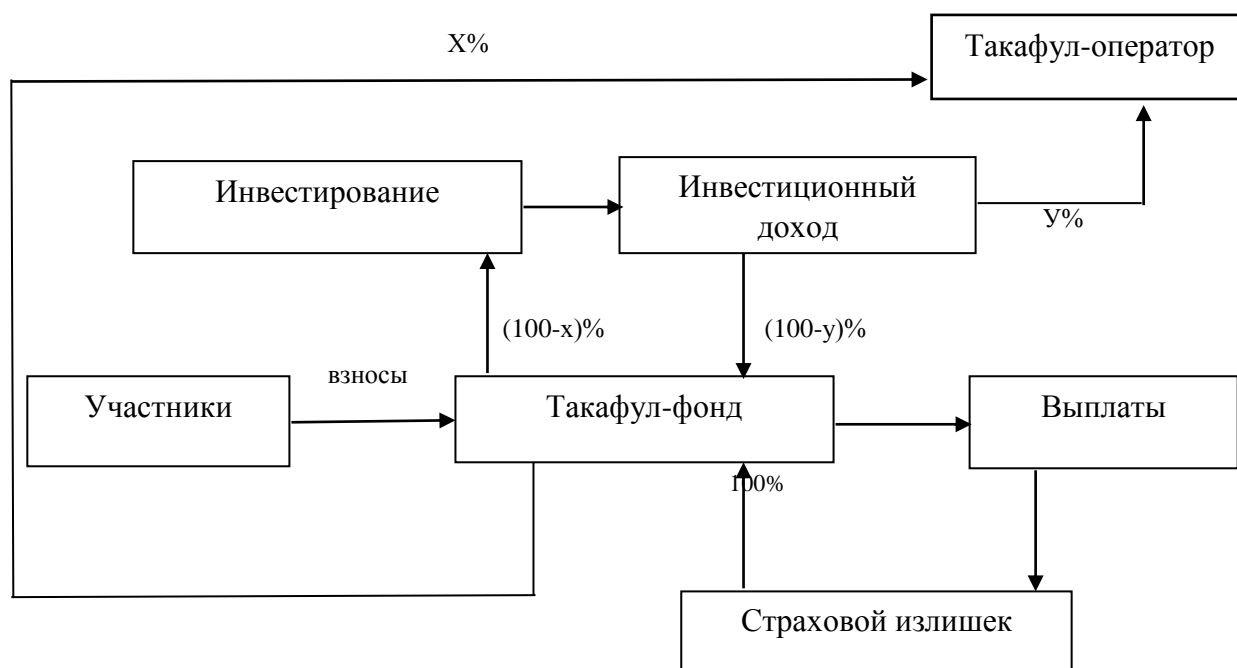 Х%
Такафул-оператор
Инвестирование
Инвестиционный
доход
У%
(100-х)%
(100-у)%
взносы
Участники
Такафул-фонд
Выплаты
100%
Страховой излишек